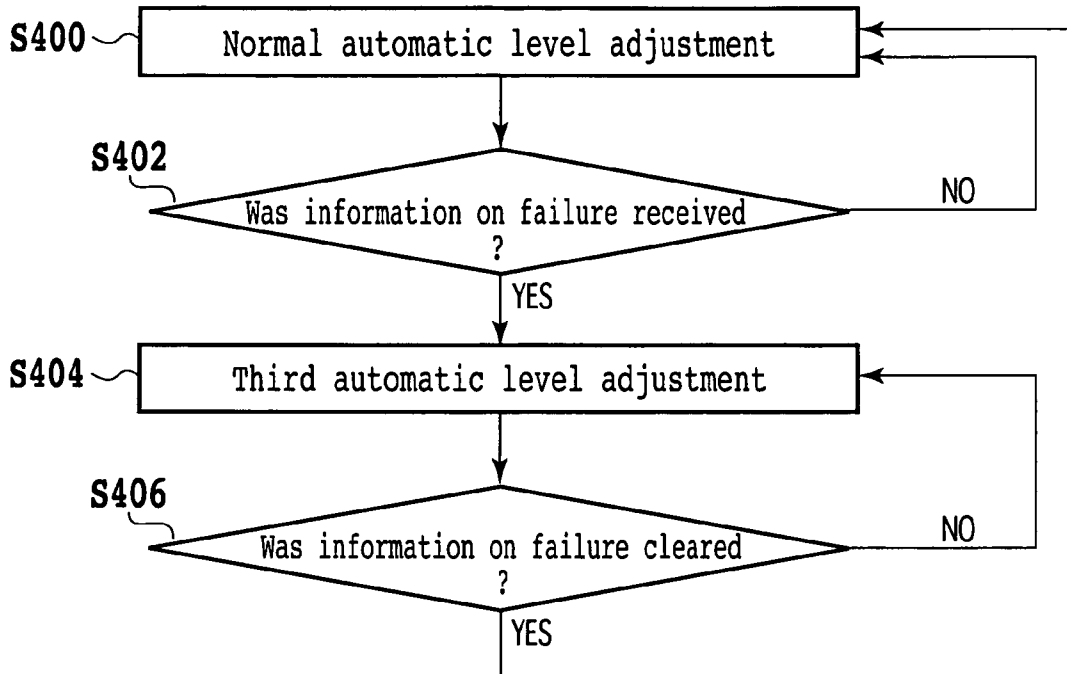 S400
Normal automatic level adjustment
S402
Was information on failure received
?
NO
YES
S404
Third automatic level adjustment
S406
Was information on failure cleared
?
NO
YES